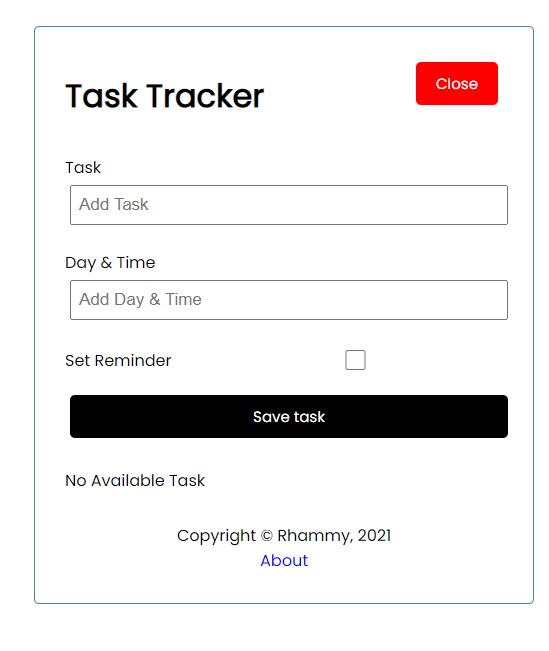 Task Tracker
Close
Task
Add Task
Day & Time
Add Day & Time
Set Reminder
Save task
No Available Task
Copyright © Rhammy, 2021
About